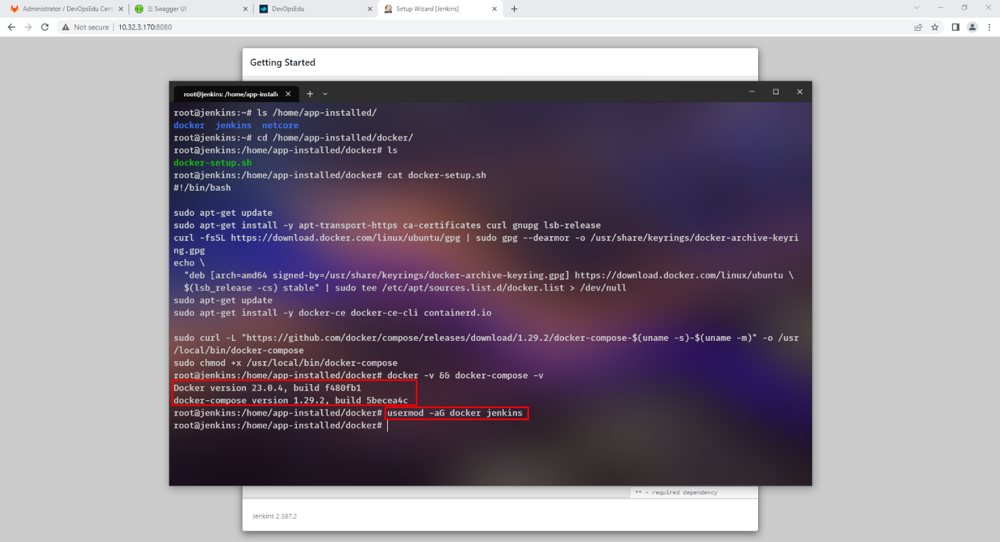 Administrator / DevOpsEdu Cent
Swagger UI
DevOpsEdu
Setup Wizard [Jenkins]
Not secure
10.32.3.170:8080
Getting Started
root@jenkins: /home/app-installe
root@jenkins:~# ls /home/app-installed/
docker jenkins netcore
root@jenkins:~# cd /home/app-installed/docker/
root@jenkins:/home/app-installed/docker# ls
docker-setup.sh
root@jenkins:/home/app-installed/docker# cat docker-setup.sh
#!/bin/bash
sudo apt-get update
sudo apt-get install -y apt-transport-https ca-certificates curl gnupg lsb-release
curl -fsSL https://download.docker.com/linux/ubuntu/gpg | sudo gpg --dearmor -o /usr/share/keyrings/docker-archive-keyri
ng.gpg
echo \
"deb [arch=amd64 signed-by=/usr/share/keyrings/docker-archive-keyring.gpg] https://download.docker.com/linux/ubuntu \
$(lsb_release -cs) stable" | sudo tee /etc/apt/sources.list.d/docker.list > /dev/null
sudo apt-get update
sudo apt-get install -y docker-ce docker-ce-cli containerd.io
sudo curl -L "https://github.com/docker/compose/releases/download/1.29.2/docker-compose-$(uname -s)-$(uname -m)" -o /usr
/local/bin/docker-compose
sudo chmod +x /usr/local/bin/docker-compose
root@jenkins:/home/app-installed/docker# docker -v && docker-compose -v
Docker version 23.0.4, build f480fb1
docker-compose version 1.29.2, build 5becea4c
root@jenkins:/home/app-installed/docker# usermod -aG docker jenkins
root@jenkins:/home/app-installed/docker#
** - required dependency
Jenkins 2.387.2